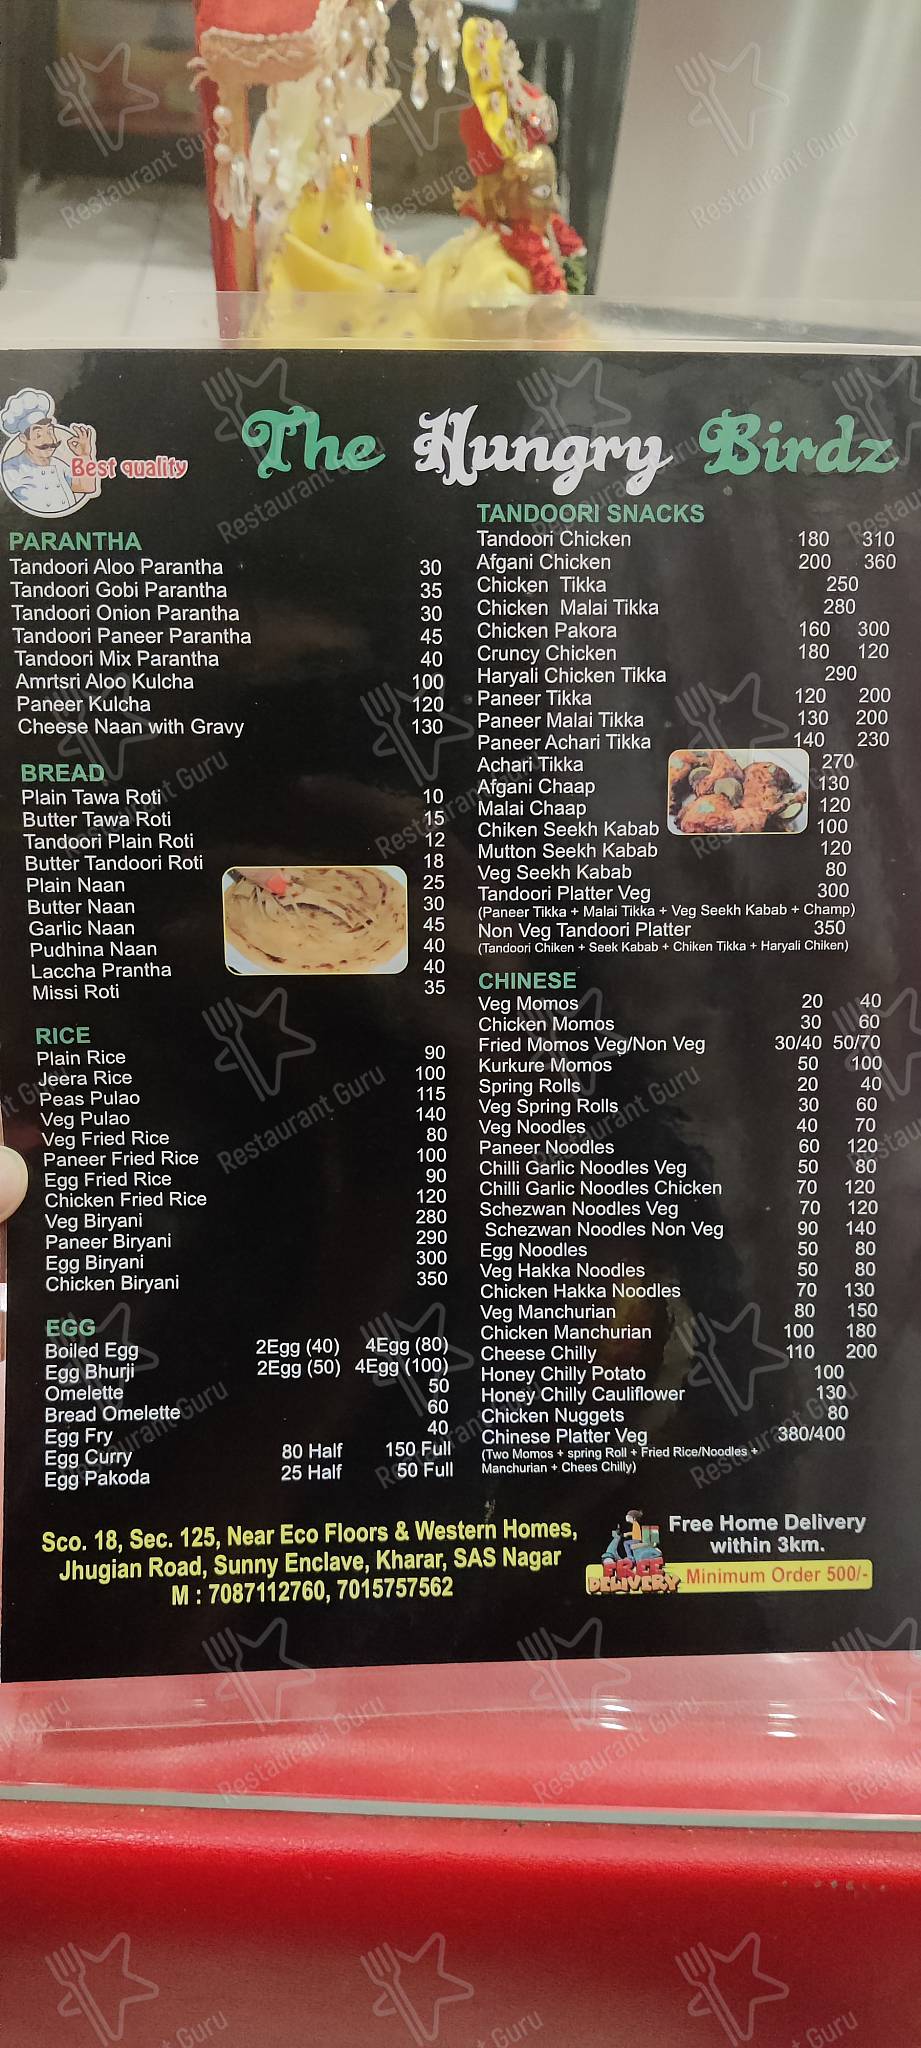 Best quality
The Hungry Birdz
PARANTHA
Tandoori Aloo Parantha 30
Tandoori Gobi Parantha 35
Tandoori Onion Parantha 30
Tandoori Paneer Parantha 45
Tandoori Mix Parantha 40
Amrtsri Aloo Kulcha 100
Paneer Kulcha 120
Cheese Naan with Gravy 130
BREAD
Plain Tawa Roti 10
Butter Tawa Roti 15
Tandoori Plain Roti 12
Butter Tandoori Roti 18
Plain Naan 25
Butter Naan 30
Garlic Naan 45
Pudhina Naan 40
Laccha Prantha 40
Missi Roti 35
RICE
Plain Rice 90
Jeera Rice 100
Peas Pulao 115
Veg Pulao 140
Veg Fried Rice 80
Paneer Fried Rice 100
Egg Fried Rice 90
Chicken Fried Rice 120
Veg Biryani 280
Paneer Biryani 290
Egg Biryani 300
Chicken Biryani 350
EGG
Boiled Egg 2Egg (40) 4Egg (80)
Egg Bhurji 2Egg (50) 4Egg (100)
Omelette 50
Bread Omelette 60
Egg Fry 40
Egg Curry 80 Half 150 Full
Egg Pakoda 25 Half 50 Full
TANDOORI SNACKS
Tandoori Chicken 180 310
Afgani Chicken 200 360
Chicken Tikka 250
Chicken Malai Tikka 280
Chicken Pakora 160 300
Cruncy Chicken 180 120
Haryali Chicken Tikka 290
Paneer Tikka 120 200
Paneer Malai Tikka 130 200
Paneer Achari Tikka 140 230
Achari Tikka 270
Afgani Chaap 130
Malai Chaap 120
Chiken Seekh Kabab 100
Mutton Seekh Kabab 120
Veg Seekh Kabab 80
Tandoori Platter Veg 300
(Paneer Tikka + Malai Tikka + Veg Seekh Kabab + Champ)
Non Veg Tandoori Platter 350
(Tandoori Chiken + Seek Kabab + Chiken Tikka + Haryali Chiken)
CHINESE
Veg Momos 20 40
Chicken Momos 30 60
Fried Momos Veg/Non Veg 30/40 50/70
Kurkure Momos 50 100
Spring Rolls 20 40
Veg Spring Rolls 30 60
Veg Noodles 40 70
Paneer Noodles 60 120
Chilli Garlic Noodles Veg 50 80
Chilli Garlic Noodles Chicken 70 120
Schezwan Noodles Veg 70 120
Schezwan Noodles Non Veg 90 140
Egg Noodles 50 80
Veg Hakka Noodles 50 80
Chicken Hakka Noodles 70 130
Veg Manchurian 80 150
Chicken Manchurian 100 180
Cheese Chilly 110 200
Honey Chilly Potato 100
Honey Chilly Cauliflower 130
Chicken Nuggets 80
Chinese Platter Veg 380/400
(Two Momos + spring Roll + Fried Rice/Noodles +
Manchurian + Chees Chilly)
Sco. 18, Sec. 125, Near Eco Floors & Western Homes,
Jhugian Road, Sunny Enclave, Kharar, SAS Nagar
M : 7087112760, 7015757562
FREE
DELIVERY
Free Home Delivery
within 3km.
Minimum Order 500/-
Restaurant Guru